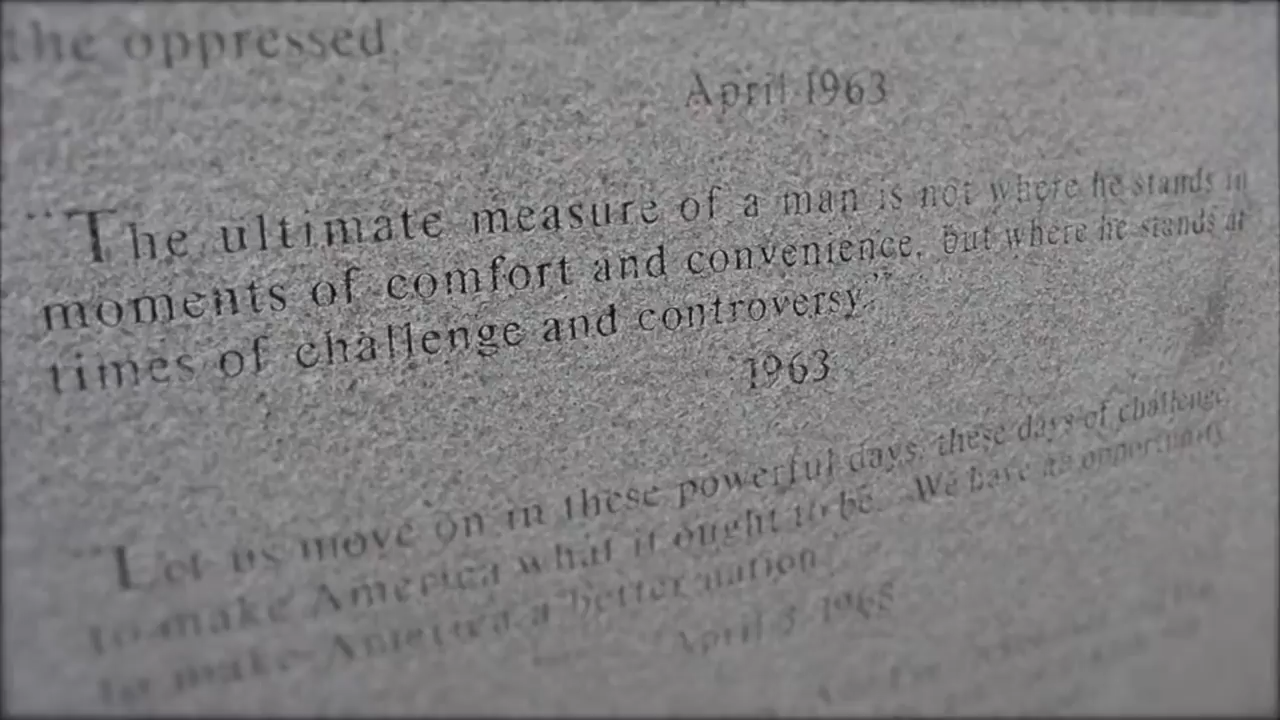 the oppressed.
April 1963
"The ultimate measure of a man is not where he stands in
moments of comfort and convenience, but where he stands at
times of challenge and controversy."
1963
"Let us move on in these powerful days, these days of challenge
to make America what it ought to be. We have an opportunity
to make America a better nation
April 3 1968